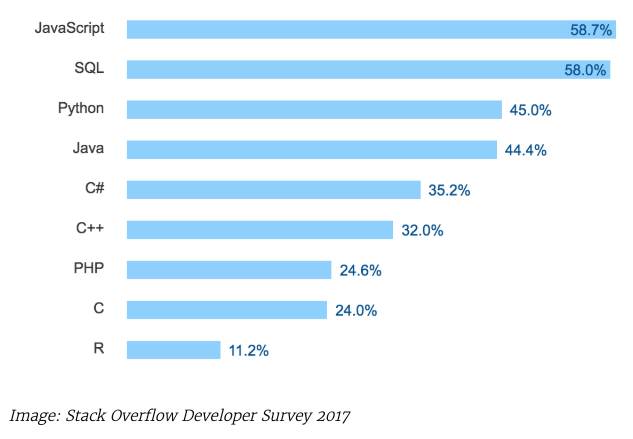 JavaScript 58.7%
SQL 58.0%
Python 45.0%
Java 44.4%
C# 35.2%
C++ 32.0%
PHP 24.6%
C 24.0%
R 11.2%
Image: Stack Overflow Developer Survey 2017